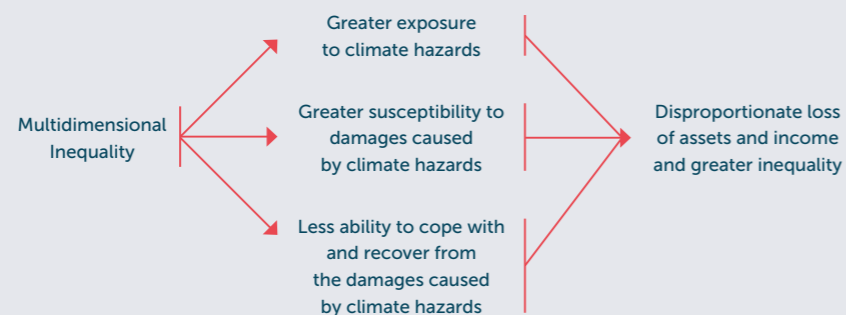 Multidimensional
Inequality
Greater exposure
to climate hazards
Greater susceptibility to
damages caused
by climate hazards
Less ability to cope with
and recover from
the damages caused
by climate hazards
Disproportionate loss
of assets and income
and greater inequality